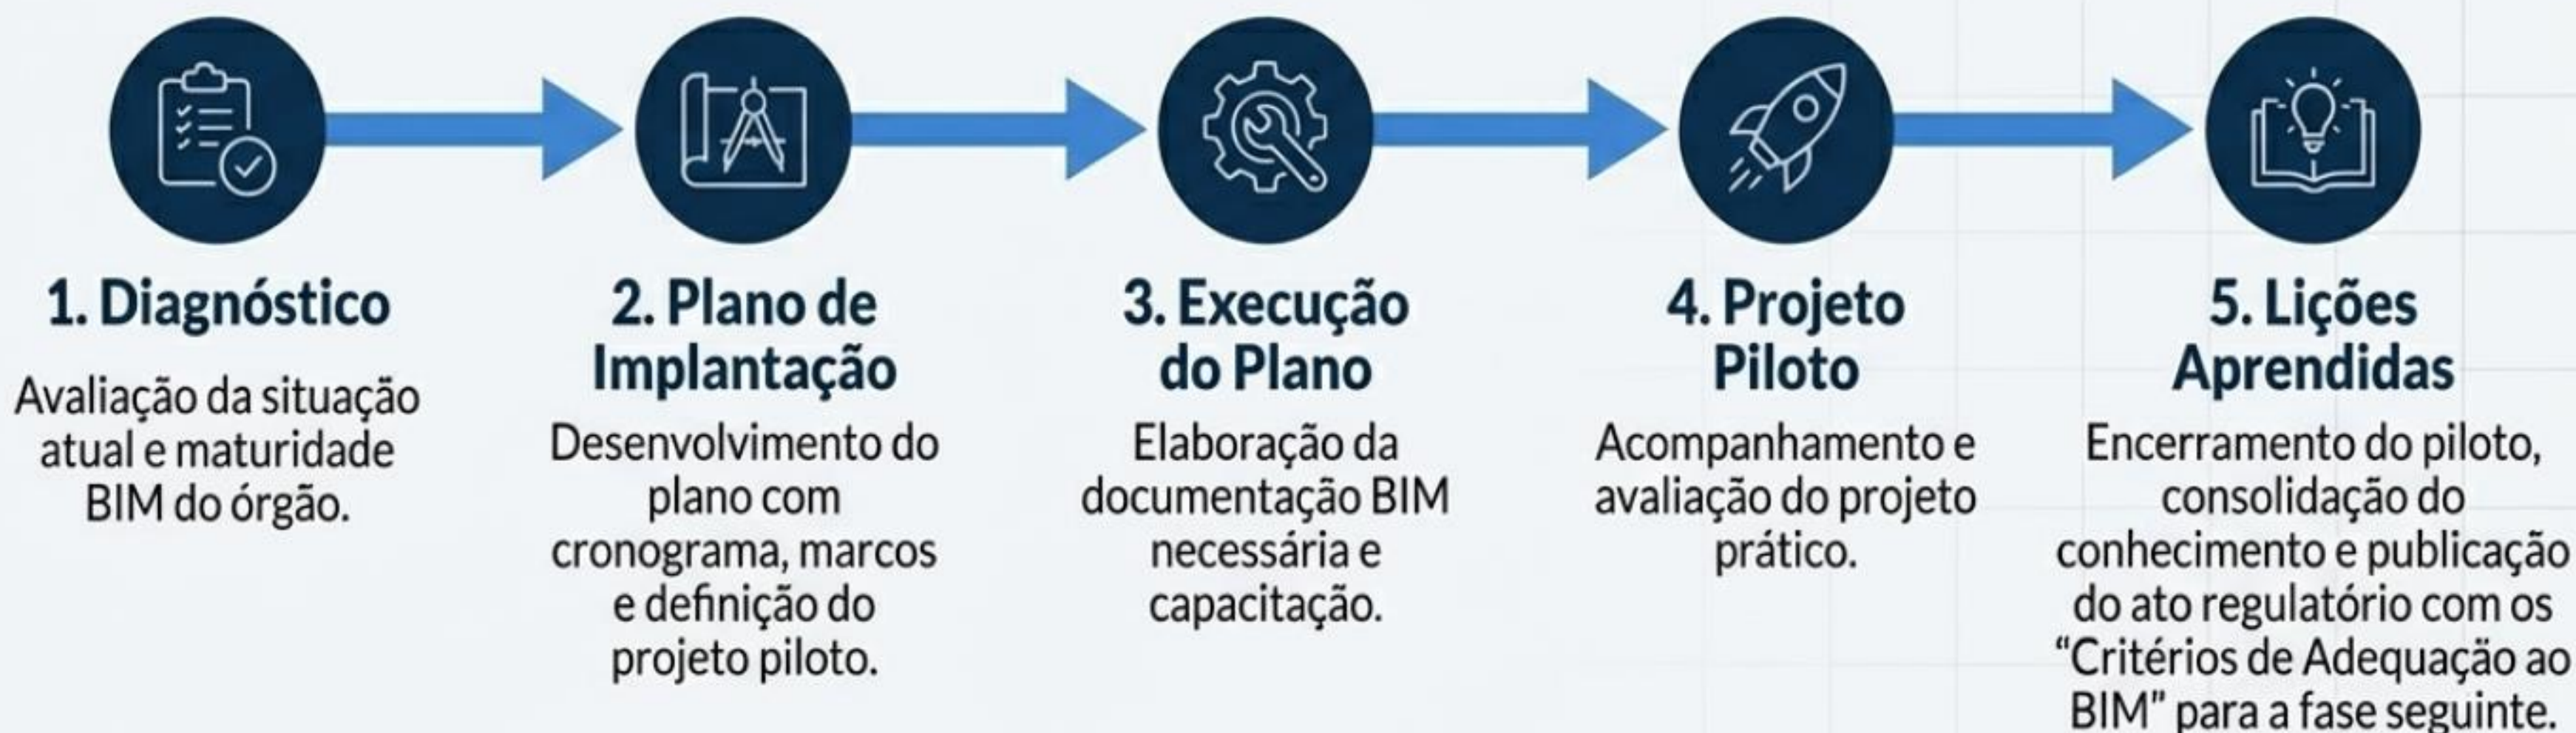 1. Diagnóstico
Avaliação da situação
atual e maturidade
BIM do órgão.
2. Plano de
Implantação
Desenvolvimento do
plano com
cronograma, marcos
e definição do
projeto piloto.
3. Execução
do Plano
Elaboração da
documentação BIM
necessária e
capacitação.
4. Projeto
Piloto
Acompanhamento e
avaliação do projeto
prático.
5. Lições
Aprendidas
Encerramento do piloto,
consolidação do
conhecimento e publicação
do ato regulatório com os
“Critérios de Adequação ao
BIM” para a fase seguinte.